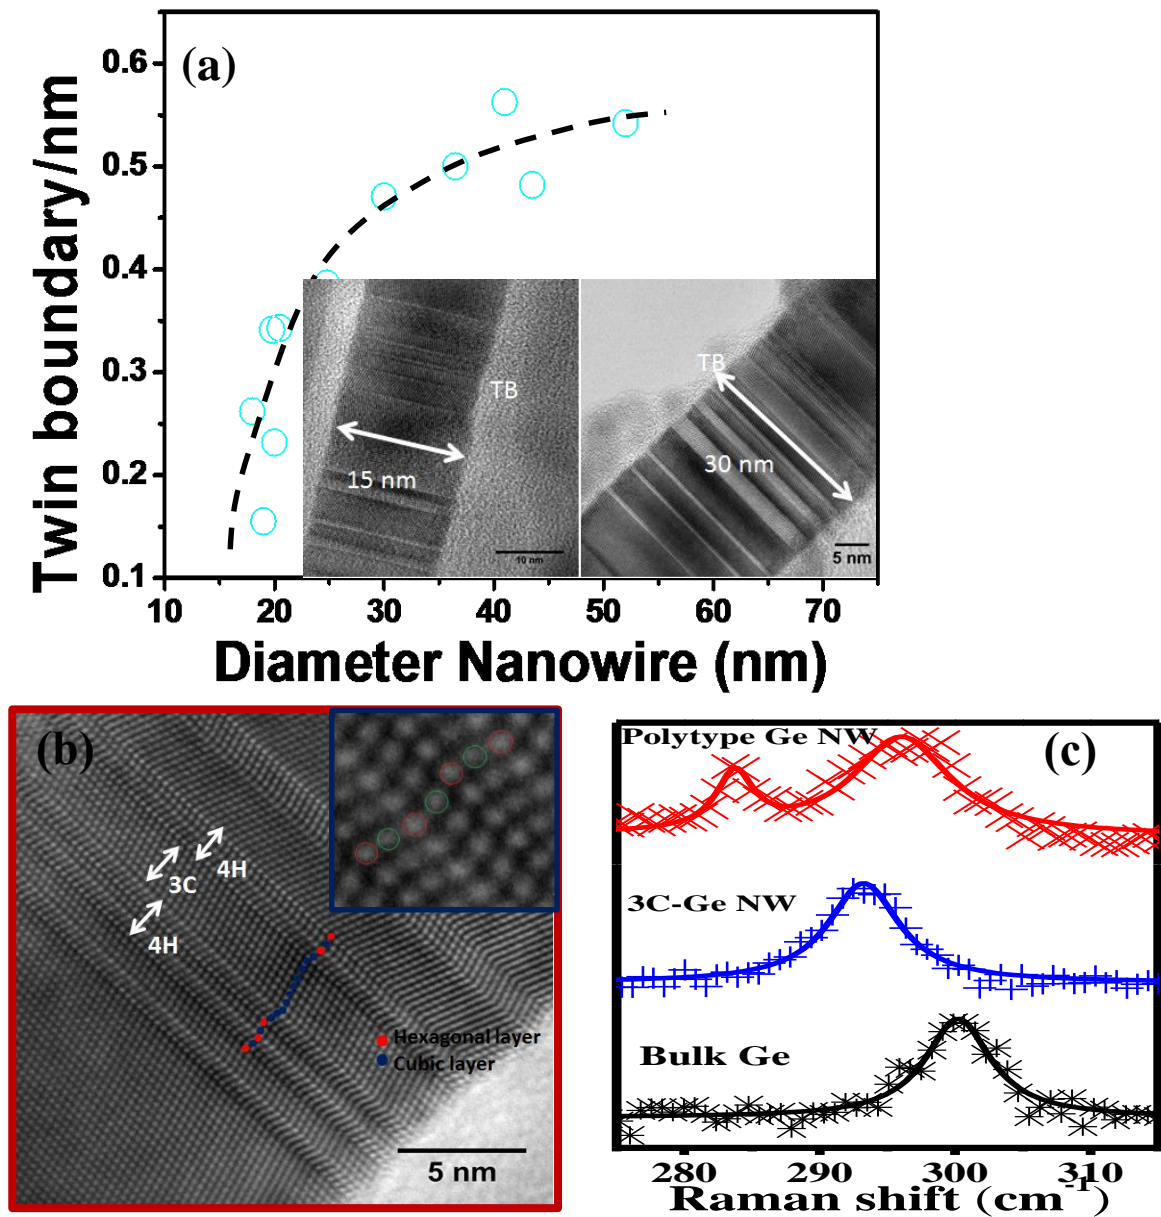 (a)
Twin boundary/nm
0.6
0.5
0.4
0.3
0.2
0.1
TB
15 nm
10 nm
TB
30 nm
5 nm
10 20 30 40 50 60 70
Diameter Nanowire (nm)
(b)
4H
3C
4H
Hexagonal layer
Cubic layer
5 nm
(c)
Polytype Ge NW
3C-Ge NW
Bulk Ge
280 290 300 310
Raman shift (cm⁻¹)